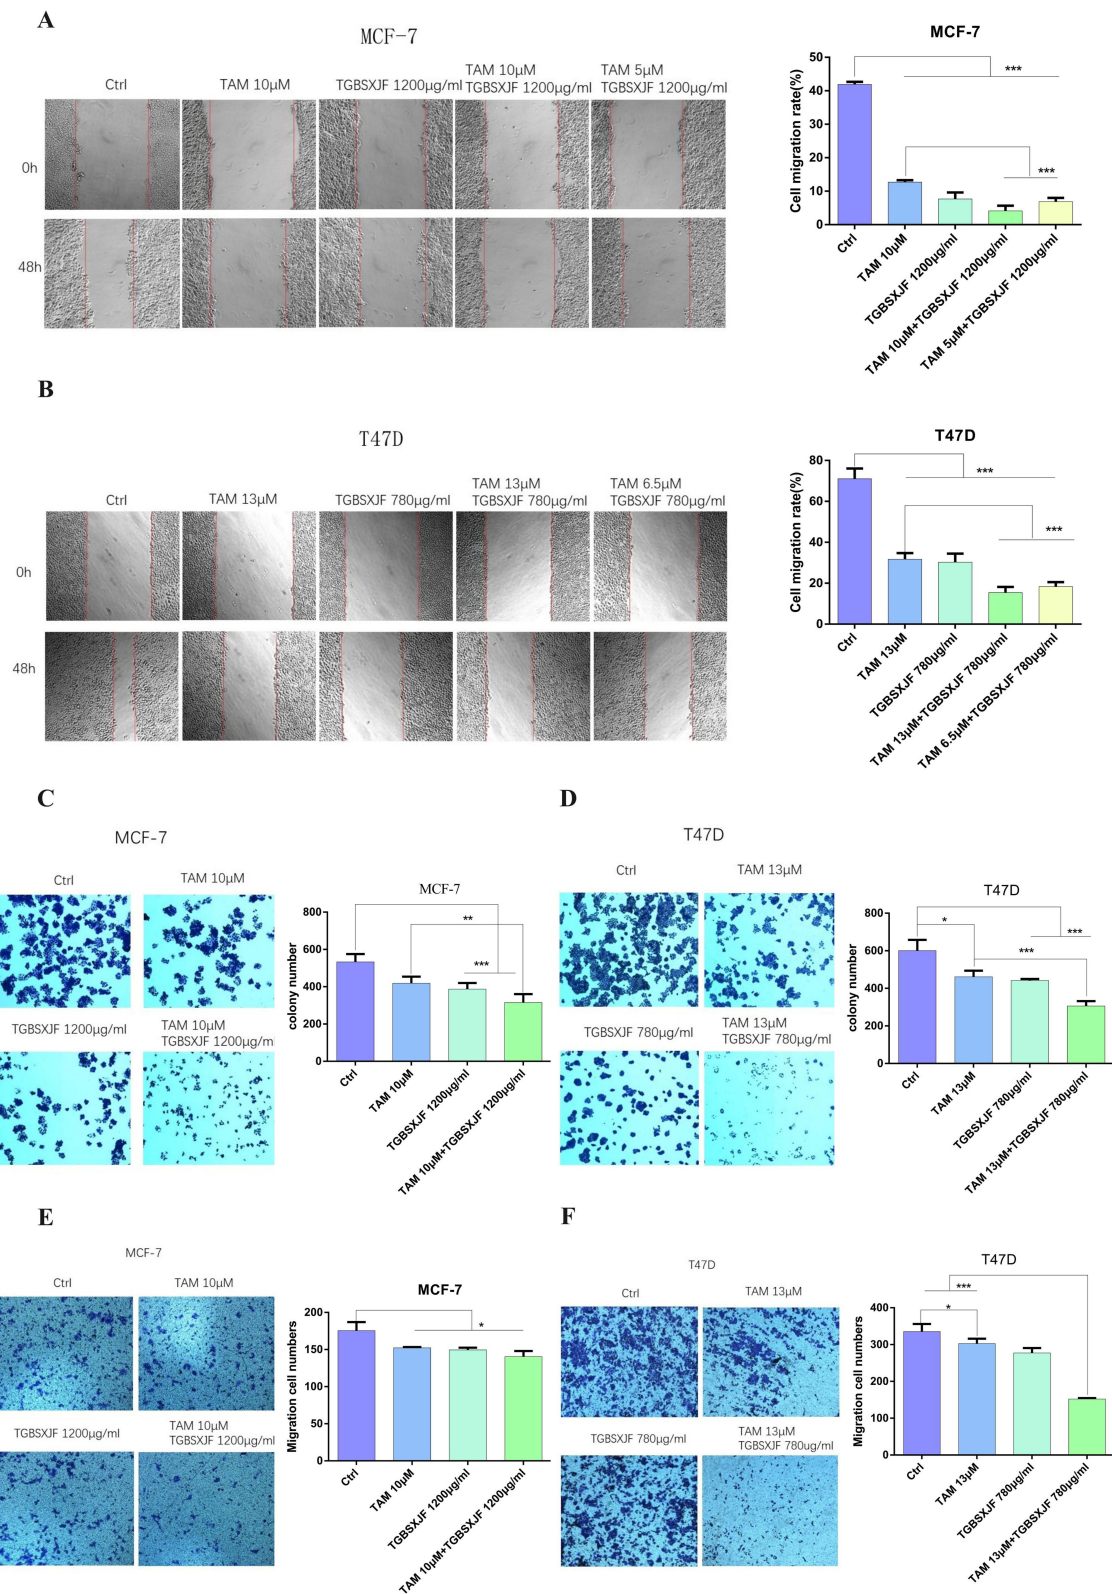 A
MCF-7
Ctrl
TAM 10μM
TGBSXJF 1200μg/ml
TAM 10μM
TGBSXJF 1200μg/ml
TAM 5μM
TGBSXJF 1200μg/ml
0h
48h
MCF-7
Cell migration rate(%)
50
40
30
20
10
0
***
***
Ctrl
TAM 10μM
TGBSXJF 1200μg/ml
TAM 10μM+TGBSXJF 1200μg/ml
TAM 5μM+TGBSXJF 1200μg/ml
B
T47D
Ctrl
TAM 13μM
TGBSXJF 780μg/ml
TAM 13μM
TGBSXJF 780μg/ml
TAM 6.5μM
TGBSXJF 780μg/ml
0h
48h
T47D
Cell migration rate(%)
80
60
40
20
0
***
***
Ctrl
TAM 13μM
TGBSXJF 780μg/ml
TAM 13μM+TGBSXJF 780μg/ml
TAM 6.5μM+TGBSXJF 780μg/ml
C
MCF-7
Ctrl
TAM 10μM
TGBSXJF 1200μg/ml
TAM 10μM
TGBSXJF 1200μg/ml
MCF-7
colony number
800
600
400
200
0
**
***
Ctrl
TAM 10μM
TGBSXJF 1200μg/ml
TAM 10μM+TGBSXJF 1200μg/ml
D
T47D
Ctrl
TAM 13μM
TGBSXJF 780μg/ml
TAM 13μM
TGBSXJF 780μg/ml
T47D
colony number
800
600
400
200
0
*
***
***
Ctrl
TAM 13μM
TGBSXJF 780μg/ml
TAM 13μM+TGBSXJF 780μg/ml
E
MCF-7
Ctrl
TAM 10μM
TGBSXJF 1200μg/ml
TAM 10μM
TGBSXJF 1200μg/ml
MCF-7
Migration cell numbers
200
150
100
50
0
*
Ctrl
TAM 10μM
TGBSXJF 1200μg/ml
TAM 10μM+TGBSXJF 1200μg/ml
F
T47D
Ctrl
TAM 13μM
TGBSXJF 780μg/ml
TAM 13μM
TGBSXJF 780ug/ml
T47D
Migration cell numbers
400
300
200
100
0
***
*
Ctrl
TAM 13μM
TGBSXJF 780μg/ml
TAM 13μM+TGBSXJF 780μg/ml